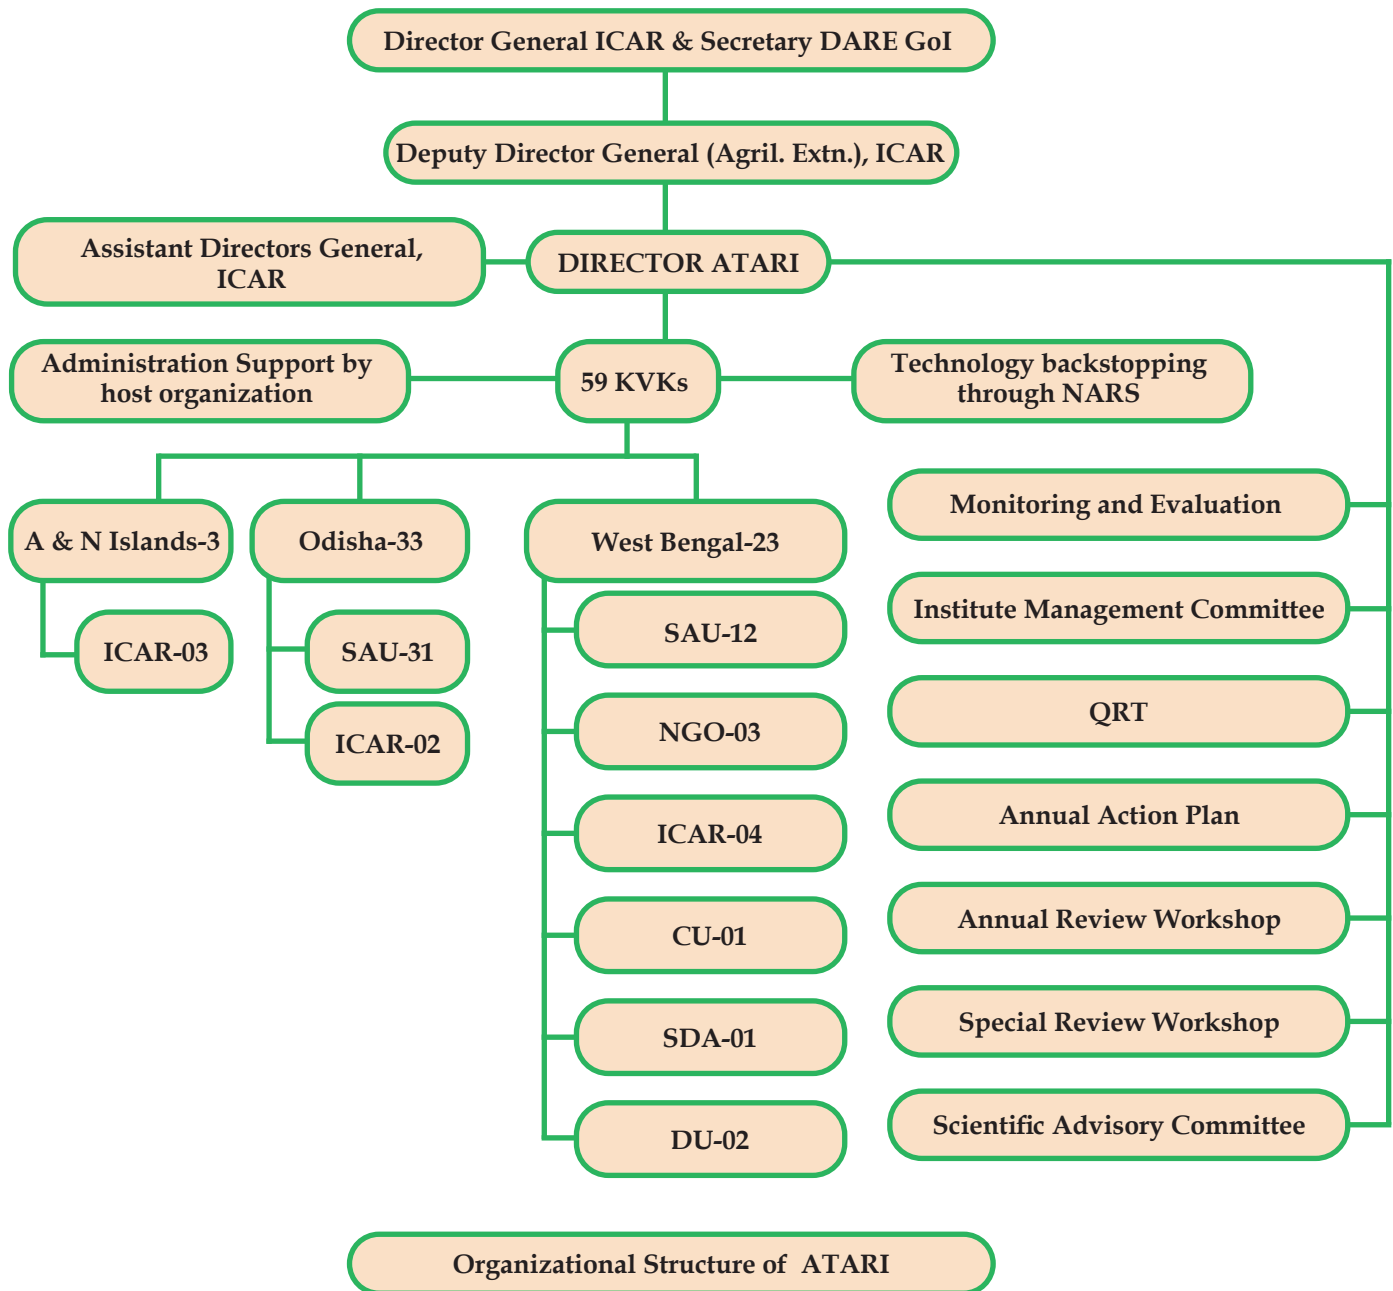 Director General ICAR & Secretary DARE GoI
Deputy Director General (Agril. Extn.), ICAR
Assistant Directors General,
ICAR
DIRECTOR ATARI
Administration Support by
host organization
59 KVKs
Technology backstopping
through NARS
A & N Islands-3
Odisha-33
West Bengal-23
ICAR-03
SAU-31
ICAR-02
SAU-12
NGO-03
ICAR-04
CU-01
SDA-01
DU-02
Monitoring and Evaluation
Institute Management Committee
QRT
Annual Action Plan
Annual Review Workshop
Special Review Workshop
Scientific Advisory Committee
Organizational Structure of ATARI